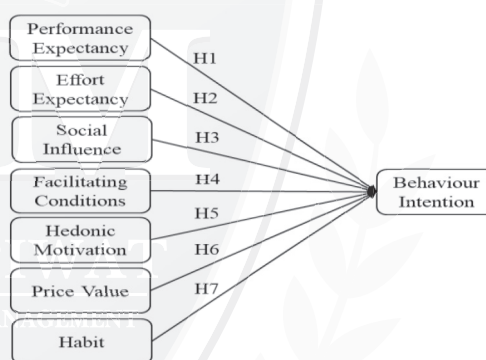 Performance
Expectancy
H1
Effort
Expectancy
H2
Social
Influence
H3
Facilitating
Conditions
H4
Behaviour
Intention
Hedonic
Motivation
H5
Price Value
H6
Habit
H7